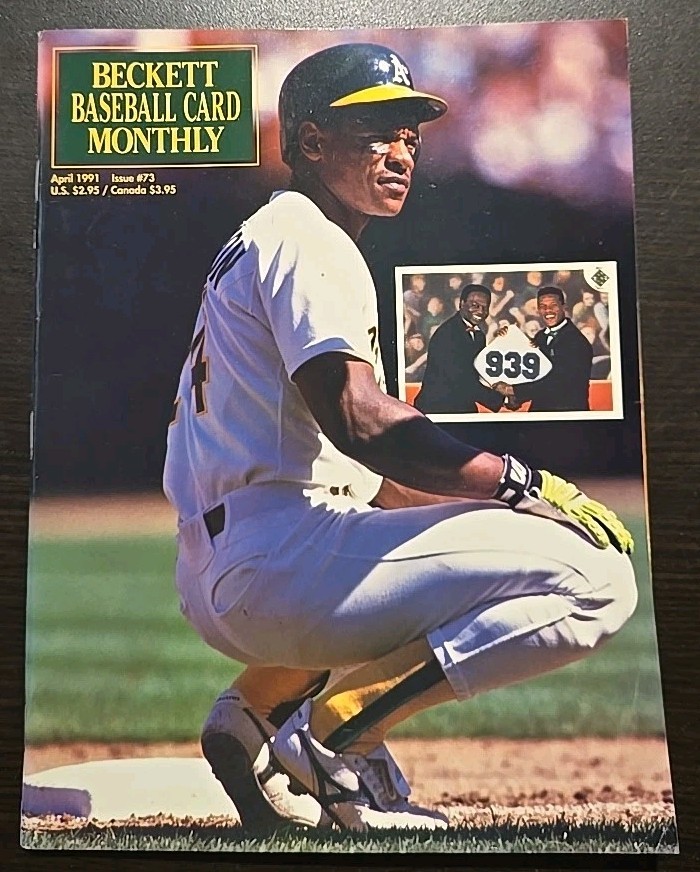 BECKETT
BASEBALL CARD
MONTHLY
April 1991 Issue #73
U.S. $2.95 / Canada $3.95
A's
939